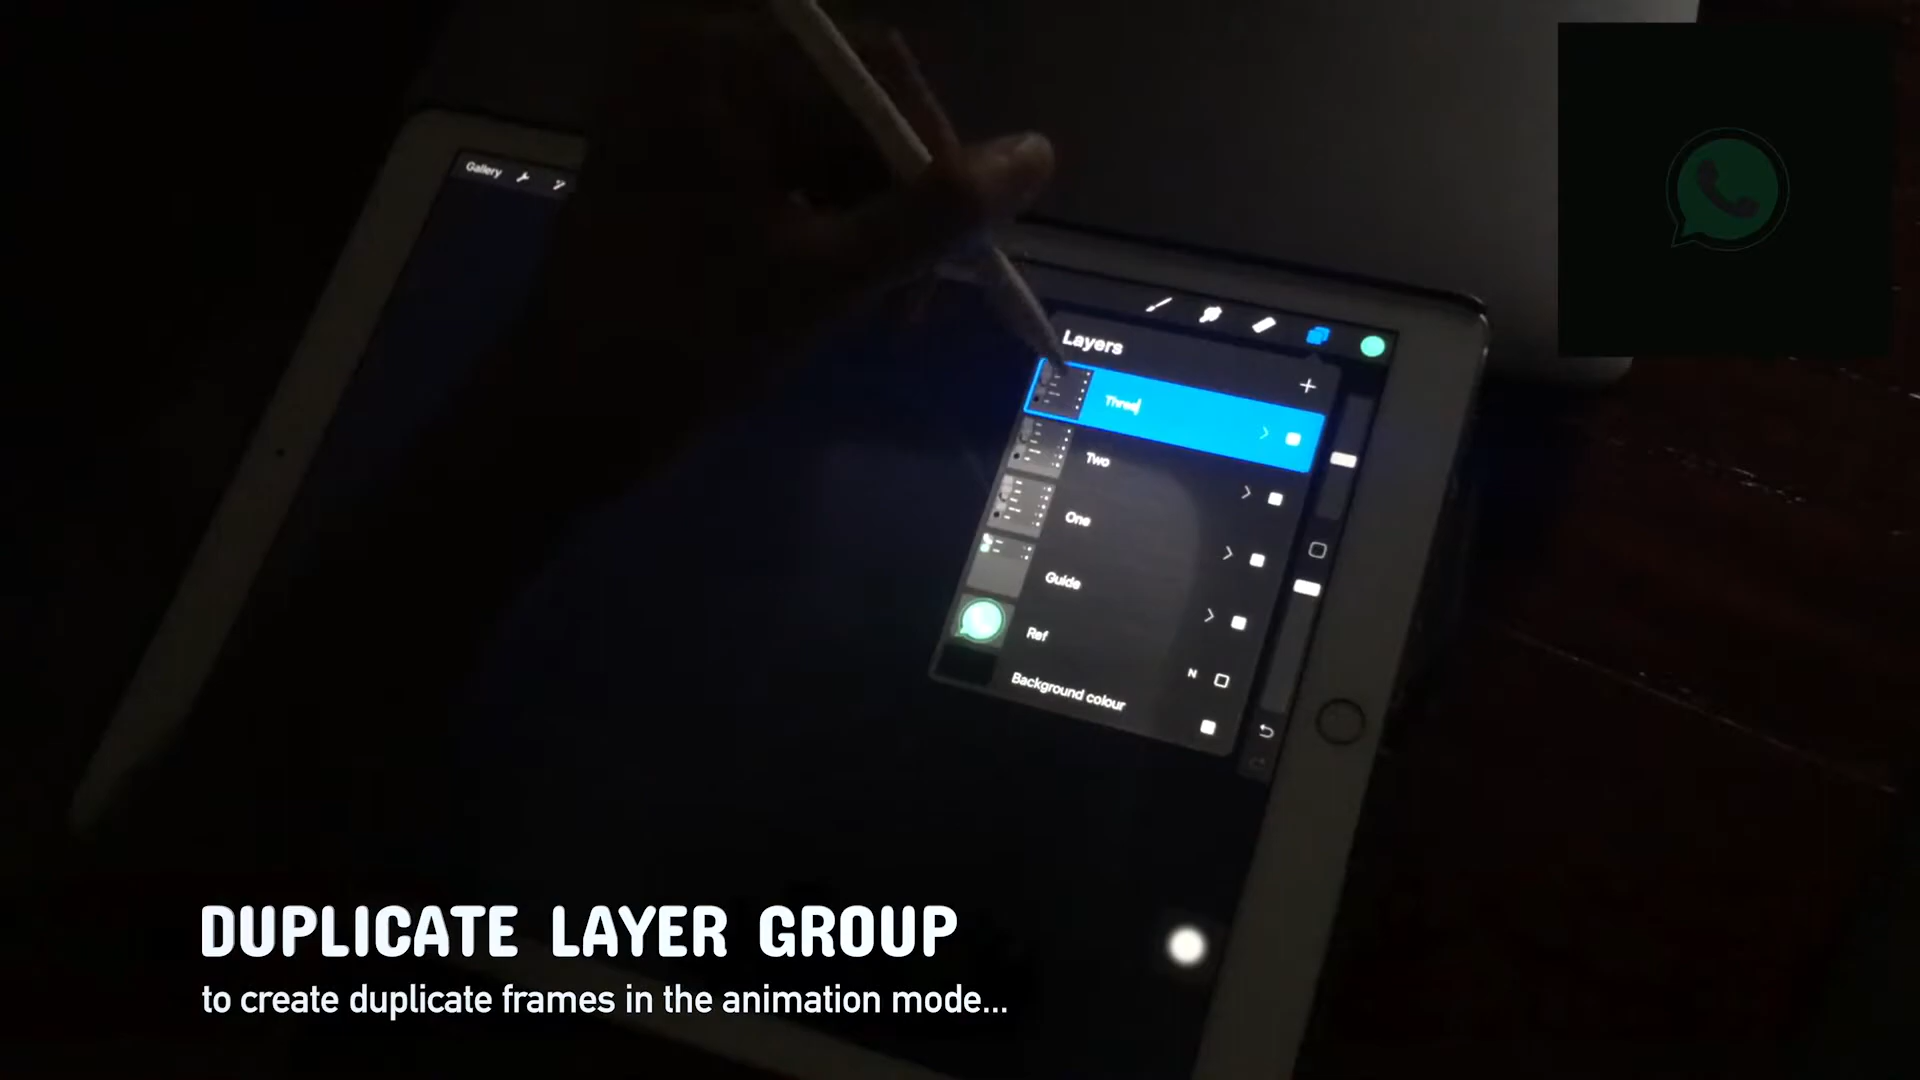 Gallery
Layers
Three
Two
One
Guide
Ref
N
Background colour
DUPLICATE LAYER GROUP
to create duplicate frames in the animation mode...